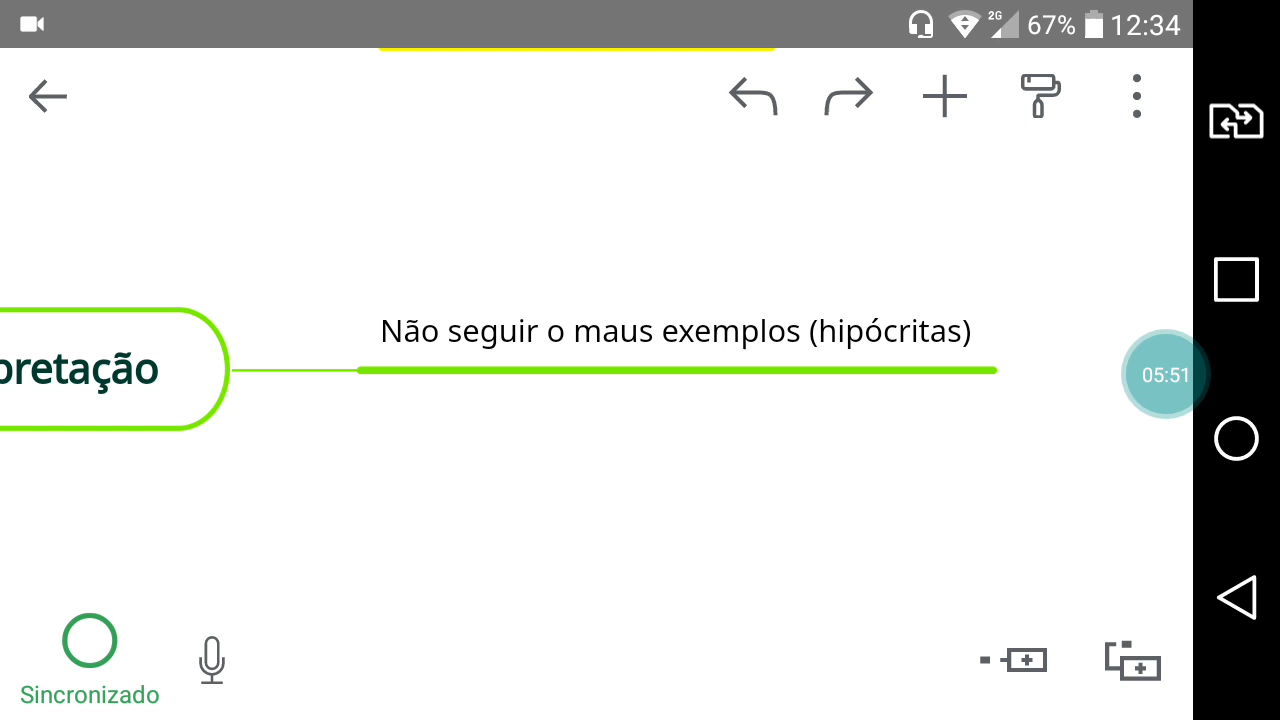 2G 67% 12:34
Não seguir o maus exemplos (hipócritas)
pretação
05:51
Sincronizado